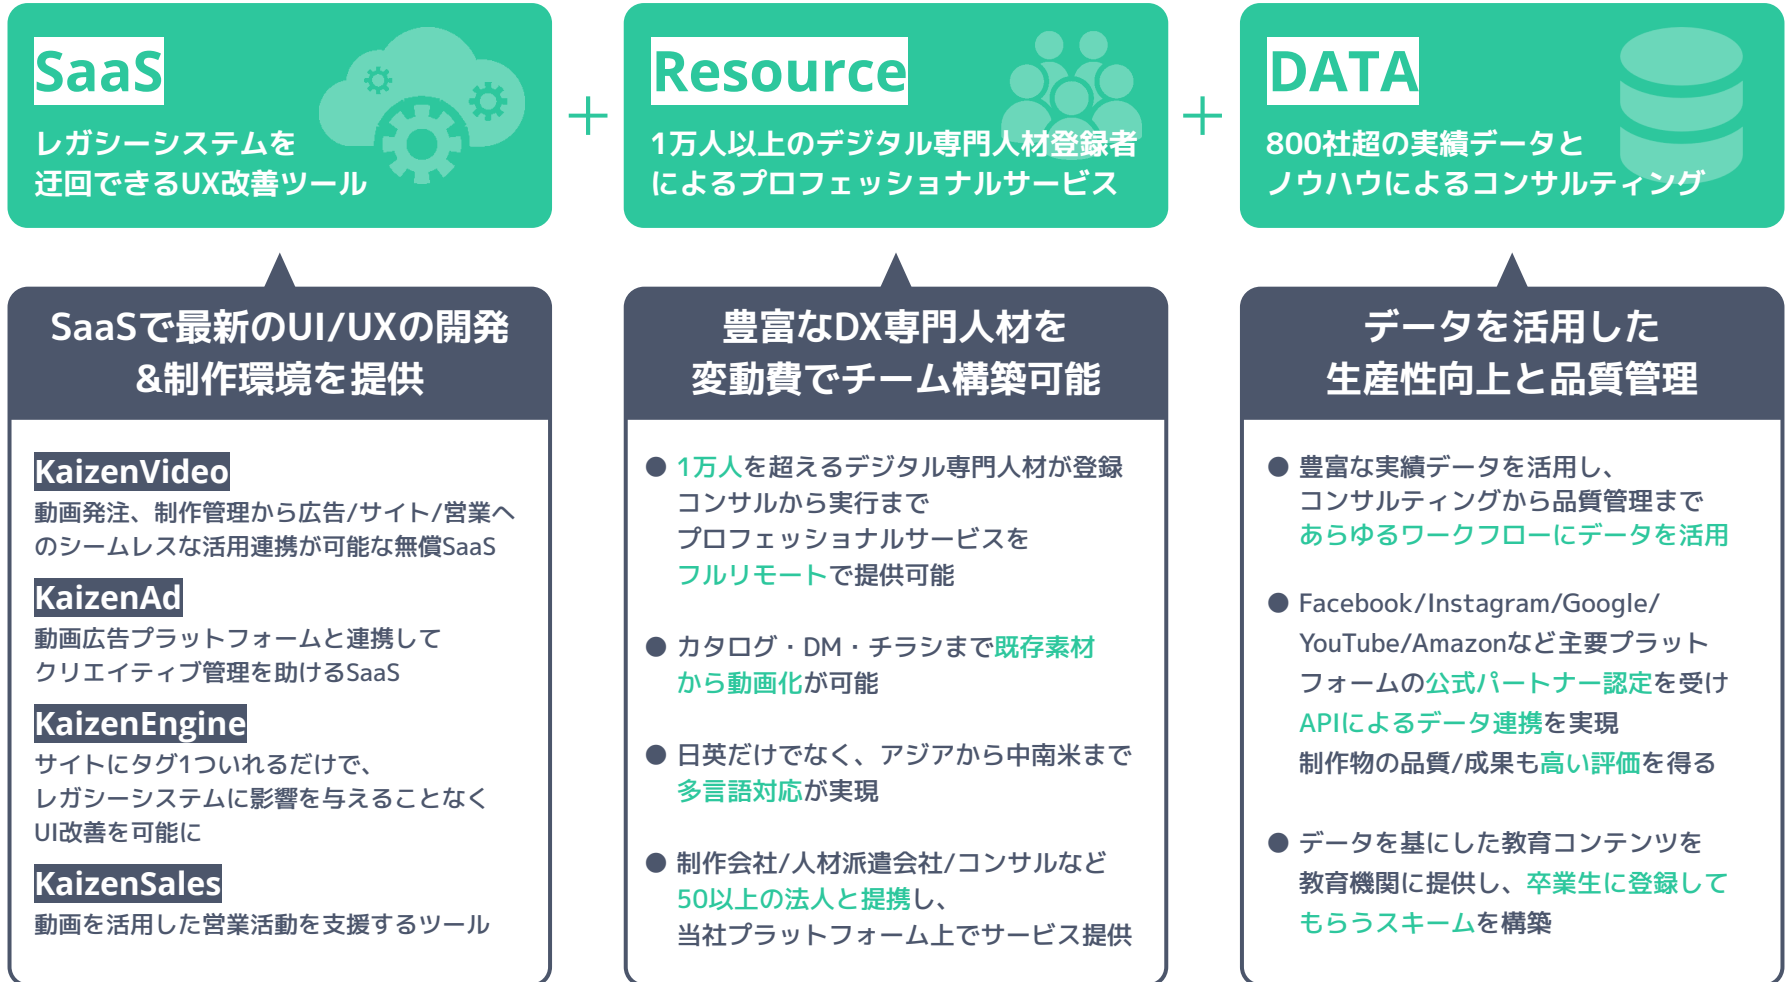 SaaS
レガシーシステムを
迂回できるUX改善ツール
+
Resource
1万人以上のデジタル専門人材登録者
によるプロフェッショナルサービス
+
DATA
800社超の実績データと
ノウハウによるコンサルティング
SaaSで最新のUI/UXの開発
&制作環境を提供
KaizenVideo
動画発注、制作管理から広告/サイト/営業へ
のシームレスな活用連携が可能な無償SaaS
KaizenAd
動画広告プラットフォームと連携して
クリエイティブ管理を助けるSaaS
KaizenEngine
サイトにタグ1ついれるだけで、
レガシーシステムに影響を与えることなく
UI改善を可能に
KaizenSales
動画を活用した営業活動を支援するツール
豊富なDX専門人材を
変動費でチーム構築可能
● 1万人を超えるデジタル専門人材が登録
コンサルから実行まで
プロフェッショナルサービスを
フルリモートで提供可能
● カタログ・DM・チラシまで既存素材
から動画化が可能
● 日英だけでなく、アジアから中南米まで
多言語対応が実現
● 制作会社/人材派遣会社/コンサルなど
50以上の法人と提携し、
当社プラットフォーム上でサービス提供
データを活用した
生産性向上と品質管理
● 豊富な実績データを活用し、
コンサルティングから品質管理まで
あらゆるワークフローにデータを活用
● Facebook/Instagram/Google/
YouTube/Amazonなど主要プラット
フォームの公式パートナー認定を受け
APIによるデータ連携を実現
制作物の品質/成果も高い評価を得る
● データを基にした教育コンテンツを
教育機関に提供し、卒業生に登録して
もらうスキームを構築